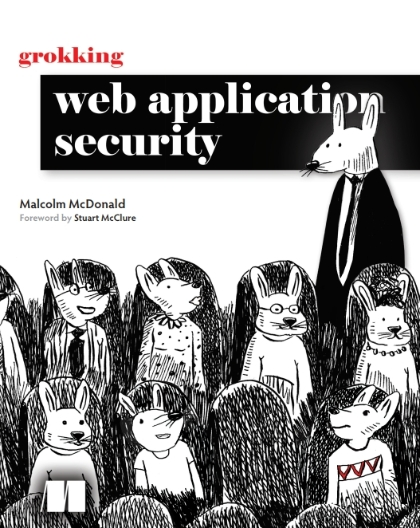 grokking
web application
security
Malcolm McDonald
Foreword by Stuart McClure